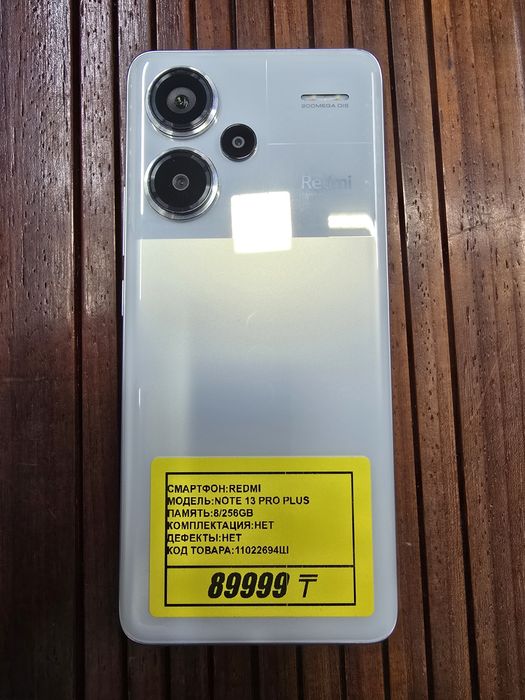 200MEGA OIS
Redmi
СМАРТФОН:REDMI
МОДЕЛЬ:NOTE 13 PRO PLUS
ПАМЯТЬ:8/256GB
КОМПЛЕКТАЦИЯ:НЕТ
ДЕФЕКТЫ:НЕТ
КОД ТОВАРА:11022694Ш
89999 ₸